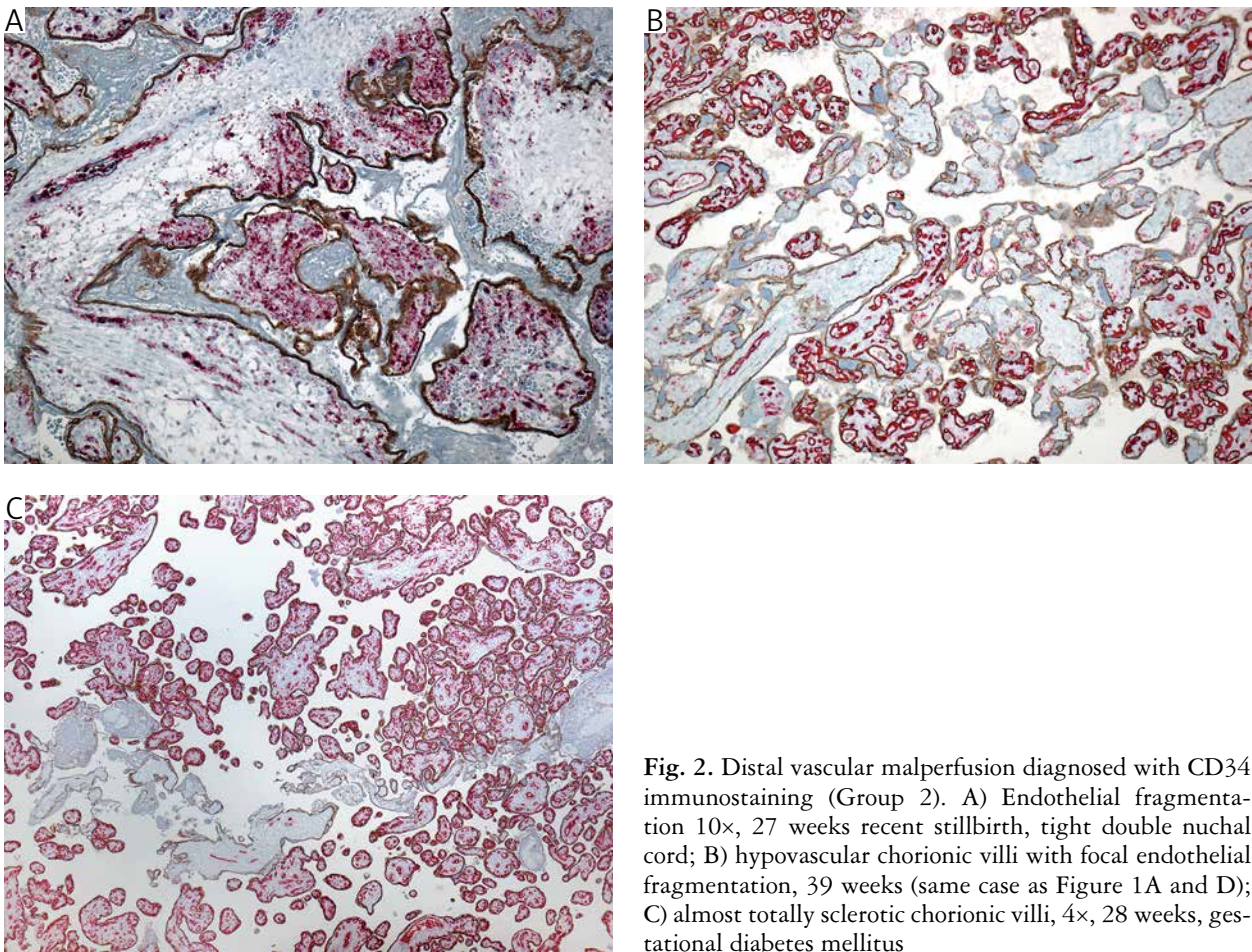 A
B
C
Fig. 2. Distal vascular malperfusion diagnosed with CD34
immunostaining (Group 2). A) Endothelial fragmenta-
tion 10×, 27 weeks recent stillbirth, tight double nuchal
cord; B) hypovascular chorionic villi with focal endothelial
fragmentation, 39 weeks (same case as Figure 1A and D);
C) almost totally sclerotic chorionic villi, 4×, 28 weeks, ges-
tational diabetes mellitus